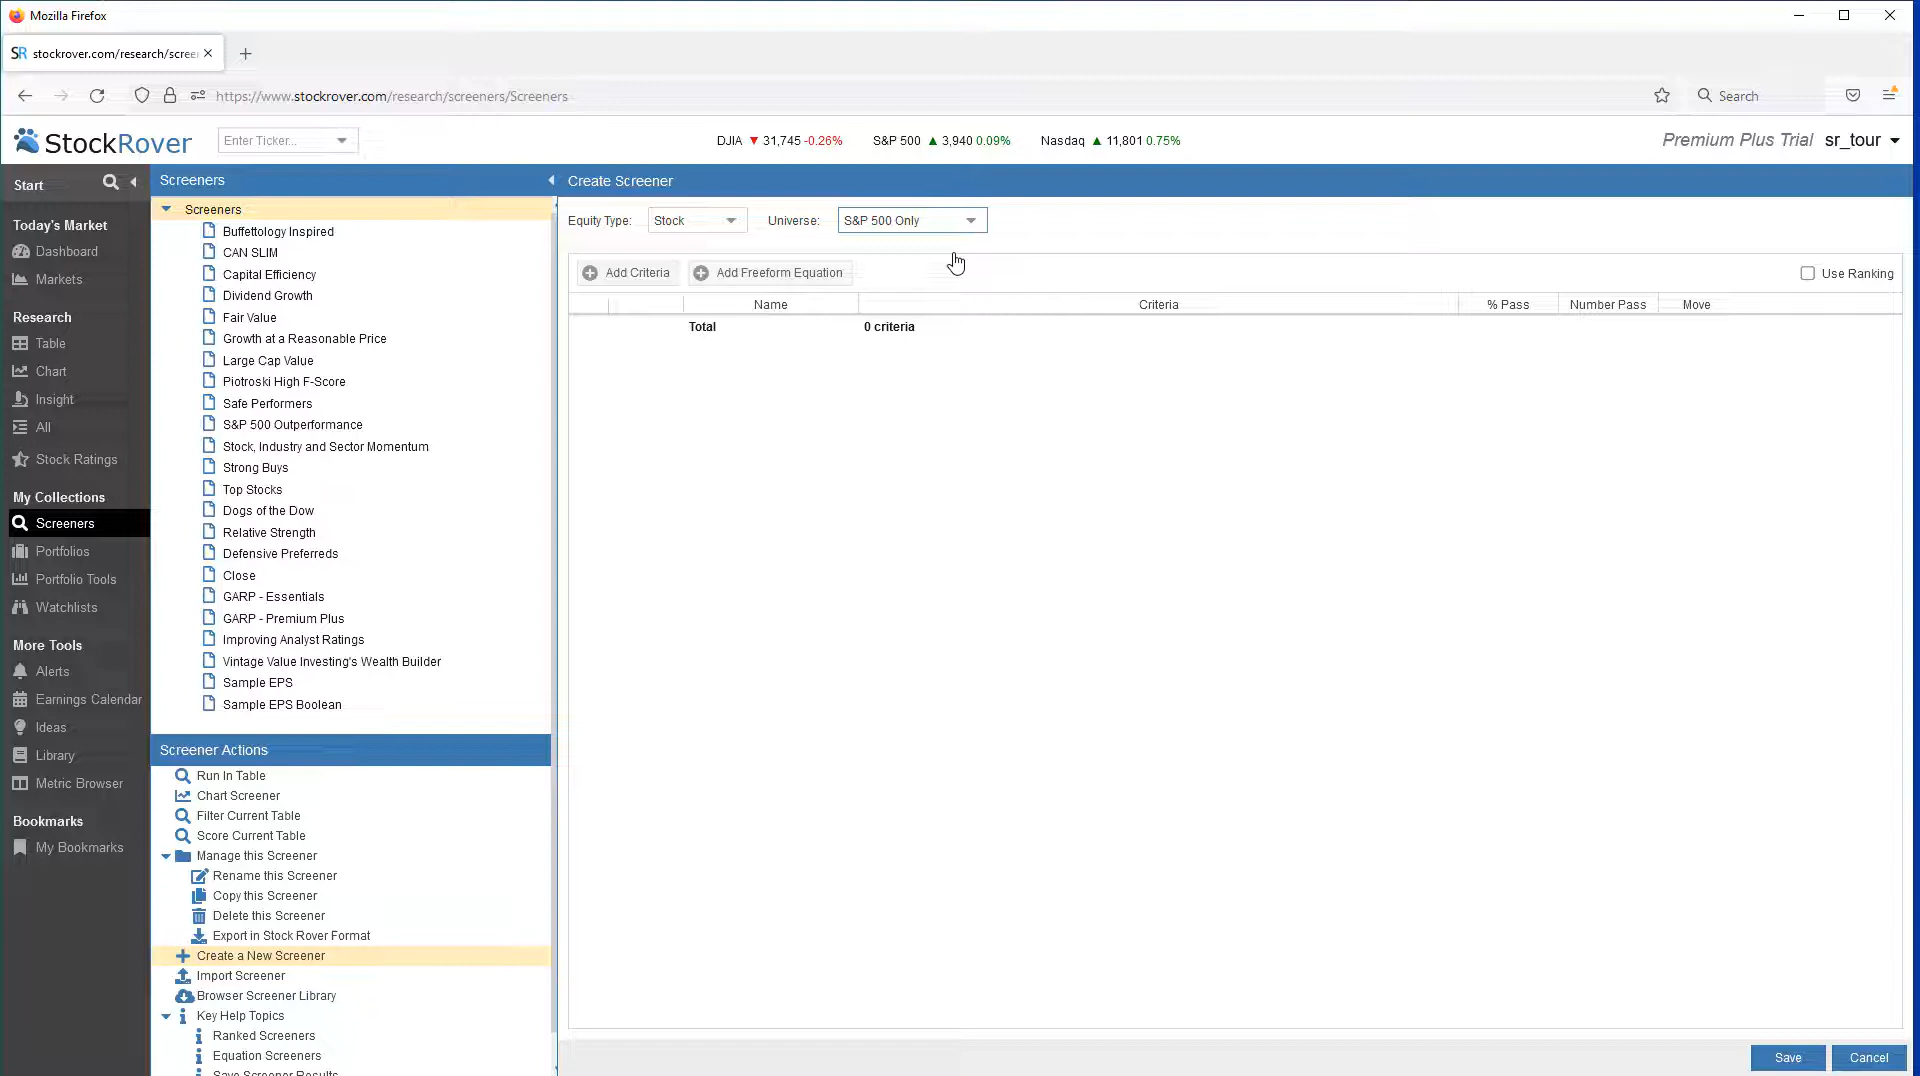 Mozilla Firefox
SR stockrover.com/research/scree
https://www.stockrover.com/research/screeners/Screeners
Search
StockRover
Enter Ticker...
DJIA ▼ 31,745 -0.26%
S&P 500 ▲ 3,940 0.09%
Nasdaq ▲ 11,801 0.75%
Premium Plus Trial
sr_tour
Start
Today's Market
Dashboard
Markets
Research
Table
Chart
Insight
All
Stock Ratings
My Collections
Screeners
Portfolios
Portfolio Tools
Watchlists
More Tools
Alerts
Earnings Calendar
Ideas
Library
Metric Browser
Bookmarks
My Bookmarks
Screeners
Screeners
Buffettology Inspired
CAN SLIM
Capital Efficiency
Dividend Growth
Fair Value
Growth at a Reasonable Price
Large Cap Value
Piotroski High F-Score
Safe Performers
S&P 500 Outperformance
Stock, Industry and Sector Momentum
Strong Buys
Top Stocks
Dogs of the Dow
Relative Strength
Defensive Preferreds
Close
GARP - Essentials
GARP - Premium Plus
Improving Analyst Ratings
Vintage Value Investing's Wealth Builder
Sample EPS
Sample EPS Boolean
Screener Actions
Run In Table
Chart Screener
Filter Current Table
Score Current Table
Manage this Screener
Rename this Screener
Copy this Screener
Delete this Screener
Export in Stock Rover Format
Create a New Screener
Import Screener
Browser Screener Library
Key Help Topics
Ranked Screeners
Equation Screeners
Save Screener Results
Create Screener
Equity Type: Stock
Universe: S&P 500 Only
Add Criteria
Add Freeform Equation
Use Ranking
Name Criteria % Pass Number Pass Move
Total 0 criteria
Save
Cancel